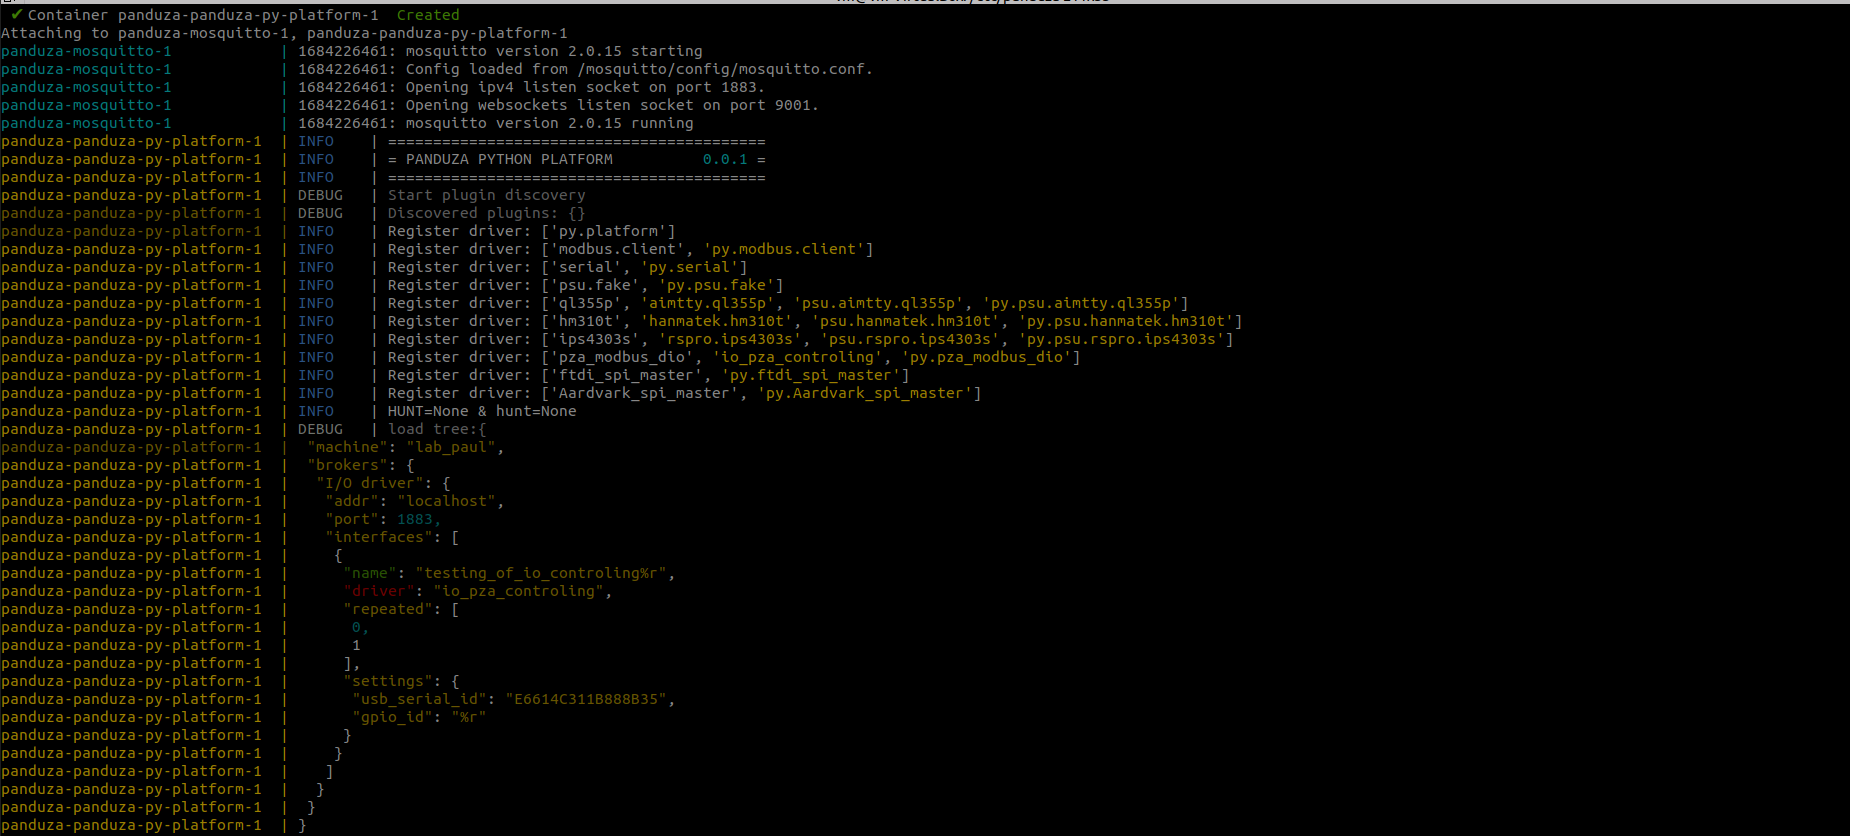 ✔ Container panduza-panduza-py-platform-1  Created
Attaching to panduza-mosquitto-1, panduza-panduza-py-platform-1
panduza-mosquitto-1            | 1684226461: mosquitto version 2.0.15 starting
panduza-mosquitto-1            | 1684226461: Config loaded from /mosquitto/config/mosquitto.conf.
panduza-mosquitto-1            | 1684226461: Opening ipv4 listen socket on port 1883.
panduza-mosquitto-1            | 1684226461: Opening websockets listen socket on port 9001.
panduza-mosquitto-1            | 1684226461: mosquitto version 2.0.15 running
panduza-panduza-py-platform-1  | INFO    | ==========================================
panduza-panduza-py-platform-1  | INFO    | = PANDUZA PYTHON PLATFORM          0.0.1 =
panduza-panduza-py-platform-1  | INFO    | ==========================================
panduza-panduza-py-platform-1  | DEBUG   | Start plugin discovery
panduza-panduza-py-platform-1  | DEBUG   | Discovered plugins: {}
panduza-panduza-py-platform-1  | INFO    | Register driver: ['py.platform']
panduza-panduza-py-platform-1  | INFO    | Register driver: ['modbus.client', 'py.modbus.client']
panduza-panduza-py-platform-1  | INFO    | Register driver: ['serial', 'py.serial']
panduza-panduza-py-platform-1  | INFO    | Register driver: ['psu.fake', 'py.psu.fake']
panduza-panduza-py-platform-1  | INFO    | Register driver: ['ql355p', 'aimtty.ql355p', 'psu.aimtty.ql355p', 'py.psu.aimtty.ql355p']
panduza-panduza-py-platform-1  | INFO    | Register driver: ['hm310t', 'hanmatek.hm310t', 'psu.hanmatek.hm310t', 'py.psu.hanmatek.hm310t']
panduza-panduza-py-platform-1  | INFO    | Register driver: ['ips4303s', 'rspro.ips4303s', 'psu.rspro.ips4303s', 'py.psu.rspro.ips4303s']
panduza-panduza-py-platform-1  | INFO    | Register driver: ['pza_modbus_dio', 'io_pza_controling', 'py.pza_modbus_dio']
panduza-panduza-py-platform-1  | INFO    | Register driver: ['ftdi_spi_master', 'py.ftdi_spi_master']
panduza-panduza-py-platform-1  | INFO    | Register driver: ['Aardvark_spi_master', 'py.Aardvark_spi_master']
panduza-panduza-py-platform-1  | INFO    | HUNT=None & hunt=None
panduza-panduza-py-platform-1  | DEBUG   | load tree:{
panduza-panduza-py-platform-1  |  "machine": "lab_paul",
panduza-panduza-py-platform-1  |  "brokers": {
panduza-panduza-py-platform-1  |   "I/O driver": {
panduza-panduza-py-platform-1  |    "addr": "localhost",
panduza-panduza-py-platform-1  |    "port": 1883,
panduza-panduza-py-platform-1  |    "interfaces": [
panduza-panduza-py-platform-1  |     {
panduza-panduza-py-platform-1  |      "name": "testing_of_io_controling%r",
panduza-panduza-py-platform-1  |      "driver": "io_pza_controling",
panduza-panduza-py-platform-1  |      "repeated": [
panduza-panduza-py-platform-1  |       0,
panduza-panduza-py-platform-1  |       1
panduza-panduza-py-platform-1  |      ],
panduza-panduza-py-platform-1  |      "settings": {
panduza-panduza-py-platform-1  |       "usb_serial_id": "E6614C311B888B35",
panduza-panduza-py-platform-1  |       "gpio_id": "%r"
panduza-panduza-py-platform-1  |      }
panduza-panduza-py-platform-1  |     }
panduza-panduza-py-platform-1  |    ]
panduza-panduza-py-platform-1  |   }
panduza-panduza-py-platform-1  |  }
panduza-panduza-py-platform-1  | }